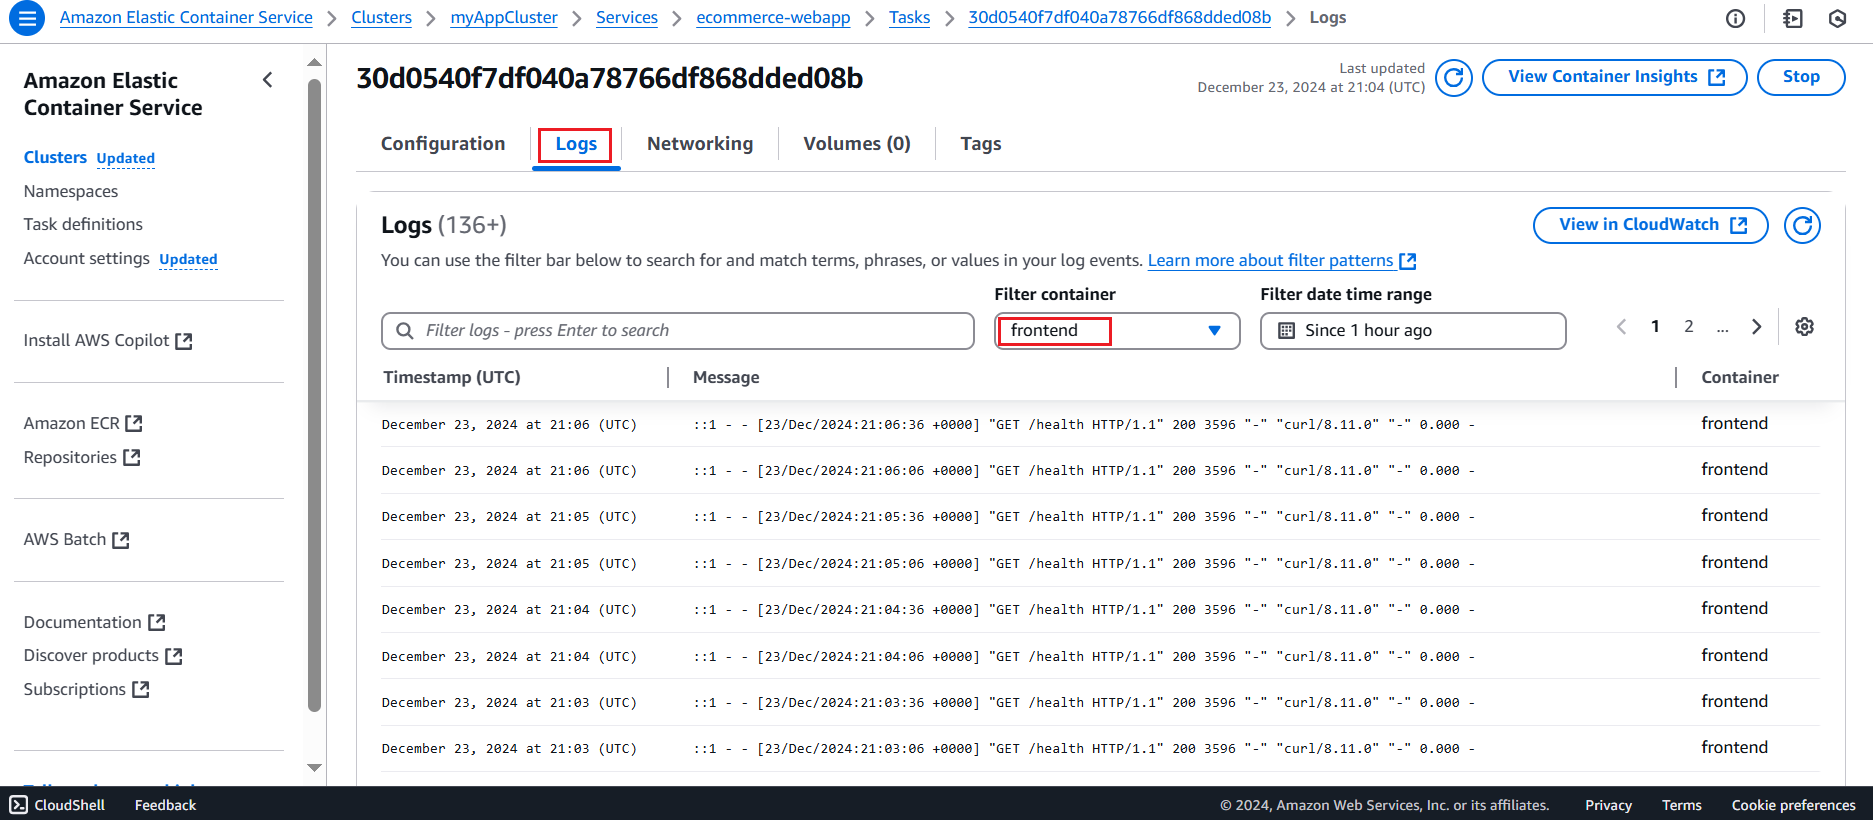 Amazon Elastic Container Service > Clusters > myAppCluster > Services > ecommerce-webapp > Tasks > 30d0540f7df040a78766df868dded08b > Logs
Amazon Elastic
Container Service
Clusters Updated
Namespaces
Task definitions
Account settings Updated
Install AWS Copilot
Amazon ECR
Repositories
AWS Batch
Documentation
Discover products
Subscriptions
30d0540f7df040a78766df868dded08b
Last updated
December 23, 2024 at 21:04 (UTC)
View Container Insights
Stop
Configuration Logs Networking Volumes (0) Tags
Logs (136+)
View in CloudWatch
You can use the filter bar below to search for and match terms, phrases, or values in your log events. Learn more about filter patterns
Filter container
Filter date time range
Filter logs - press Enter to search
frontend
Since 1 hour ago
1 2 ...
Timestamp (UTC) Message Container
December 23, 2024 at 21:06 (UTC) ::1 - - [23/Dec/2024:21:06:36 +0000] "GET /health HTTP/1.1" 200 3596 "-" "curl/8.11.0" "-" 0.000 - frontend
December 23, 2024 at 21:06 (UTC) ::1 - - [23/Dec/2024:21:06:06 +0000] "GET /health HTTP/1.1" 200 3596 "-" "curl/8.11.0" "-" 0.000 - frontend
December 23, 2024 at 21:05 (UTC) ::1 - - [23/Dec/2024:21:05:36 +0000] "GET /health HTTP/1.1" 200 3596 "-" "curl/8.11.0" "-" 0.000 - frontend
December 23, 2024 at 21:05 (UTC) ::1 - - [23/Dec/2024:21:05:06 +0000] "GET /health HTTP/1.1" 200 3596 "-" "curl/8.11.0" "-" 0.000 - frontend
December 23, 2024 at 21:04 (UTC) ::1 - - [23/Dec/2024:21:04:36 +0000] "GET /health HTTP/1.1" 200 3596 "-" "curl/8.11.0" "-" 0.000 - frontend
December 23, 2024 at 21:04 (UTC) ::1 - - [23/Dec/2024:21:04:06 +0000] "GET /health HTTP/1.1" 200 3596 "-" "curl/8.11.0" "-" 0.000 - frontend
December 23, 2024 at 21:03 (UTC) ::1 - - [23/Dec/2024:21:03:36 +0000] "GET /health HTTP/1.1" 200 3596 "-" "curl/8.11.0" "-" 0.000 - frontend
December 23, 2024 at 21:03 (UTC) ::1 - - [23/Dec/2024:21:03:06 +0000] "GET /health HTTP/1.1" 200 3596 "-" "curl/8.11.0" "-" 0.000 - frontend
CloudShell Feedback © 2024, Amazon Web Services, Inc. or its affiliates. Privacy Terms Cookie preferences